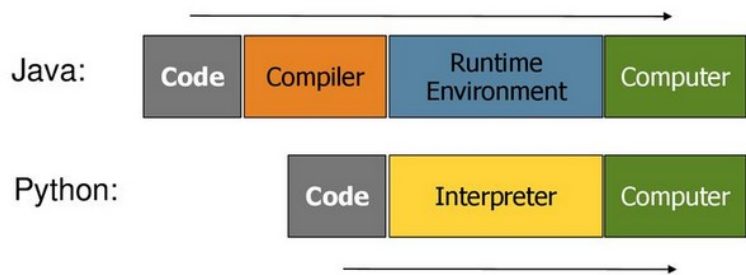 Java:
Code
Compiler
Runtime
Environment
Computer
Python:
Code
Interpreter
Computer